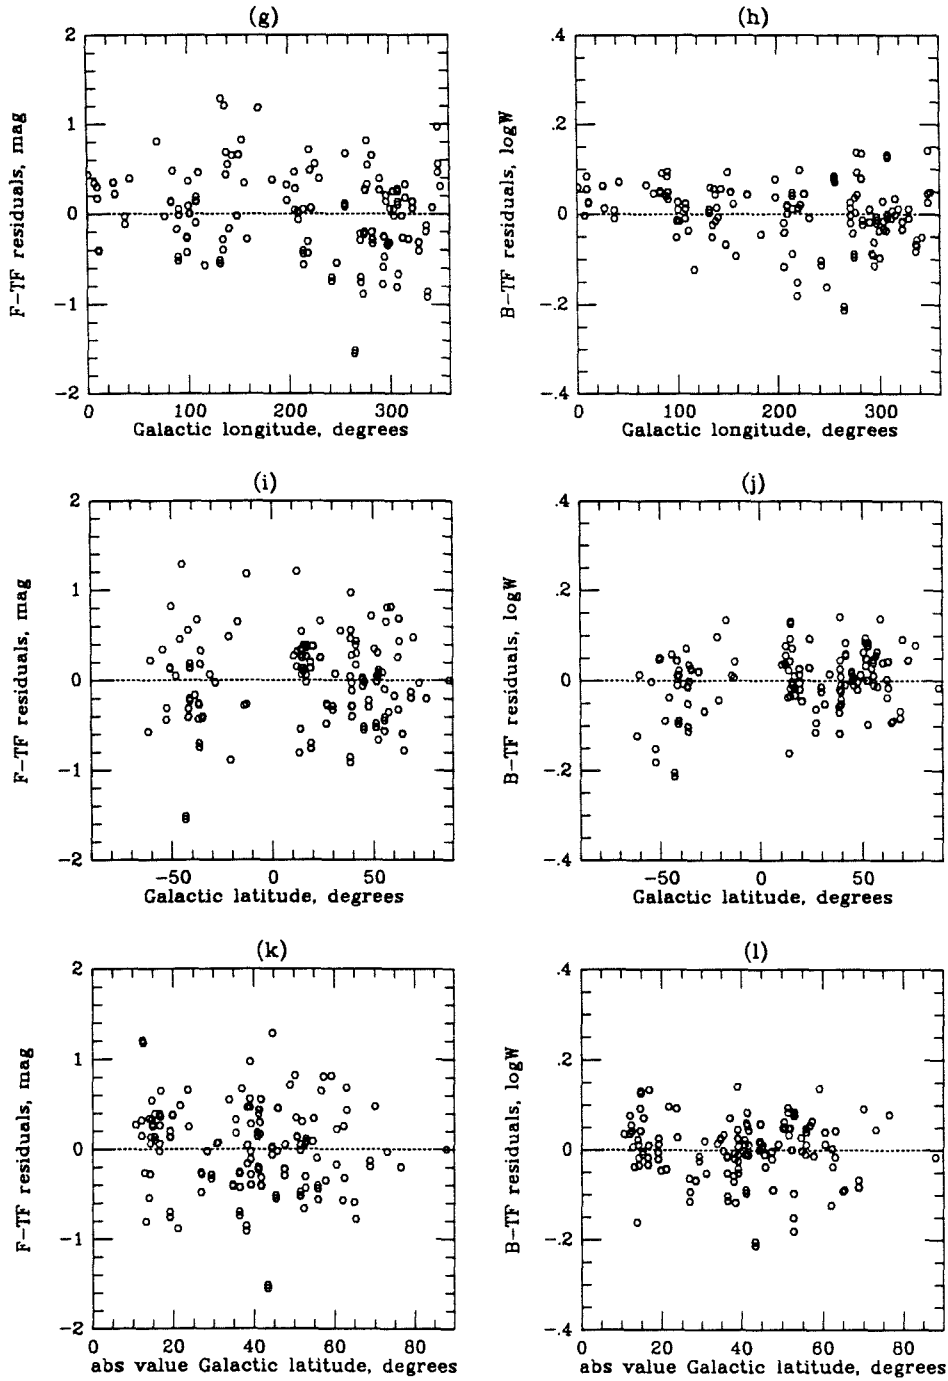 (g)
2
1
0
−1
−2
F−TF residuals, mag
0 100 200 300
Galactic longitude, degrees
(h)
.4
.2
0
−.2
−.4
B−TF residuals, logW
0 100 200 300
Galactic longitude, degrees
(i)
2
1
0
−1
−2
F−TF residuals, mag
−50 0 50
Galactic latitude, degrees
(j)
.4
.2
0
−.2
−.4
B−TF residuals, logW
−50 0 50
Galactic latitude, degrees
(k)
2
1
0
−1
−2
F−TF residuals, mag
0 20 40 60 80
abs value Galactic latitude, degrees
(l)
.4
.2
0
−.2
−.4
B−TF residuals, logW
0 20 40 60 80
abs value Galactic latitude, degrees